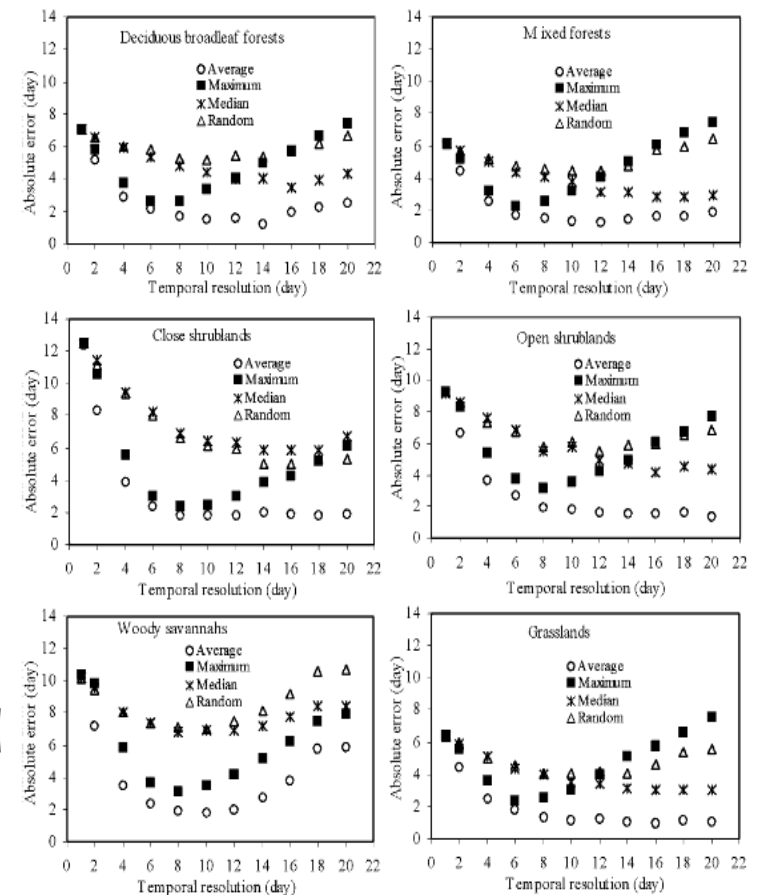 Deciduous broadleaf forests
Average
Maximum
Median
Random
Absolute error (day)
14
12
10
8
6
4
2
0
0 2 4 6 8 10 12 14 16 18 20 22
Temporal resolution (day)
Mixed forests
Average
Maximum
Median
Random
Absolute error (day)
14
12
10
8
6
4
2
0
0 2 4 6 8 10 12 14 16 18 20 22
Temporal resolution (day)
Close shrublands
Average
Maximum
Median
Random
Absolute error (day)
14
12
10
8
6
4
2
0
0 2 4 6 8 10 12 14 16 18 20 22
Temporal resolution (day)
Open shrublands
Average
Maximum
Median
Random
Absolute error (day)
14
12
10
8
6
4
2
0
0 2 4 6 8 10 12 14 16 18 20 22
Temporal resolution (day)
Woody savannahs
Average
Maximum
Median
Random
Absolute error (day)
14
12
10
8
6
4
2
0
0 2 4 6 8 10 12 14 16 18 20 22
Temporal resolution (day)
Grasslands
Average
Maximum
Median
Random
Absolute error (day)
14
12
10
8
6
4
2
0
0 2 4 6 8 10 12 14 16 18 20 22
Temporal resolution (day)